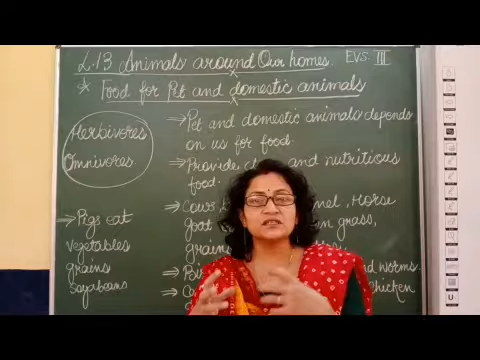 L.13 Animals around Our homes. EVS. III
* Food for Pet and domestic animals
Herbivores
Omnivores.
⇒ Pigs eat
vegetables
grains
soyabeans
⇒ Pet and domestic animals depends
on us for food.
⇒ Provide and nutritious
food.
⇒ Cows, Horse
goat grass,
grains
⇒ and worms.
⇒ Chicken